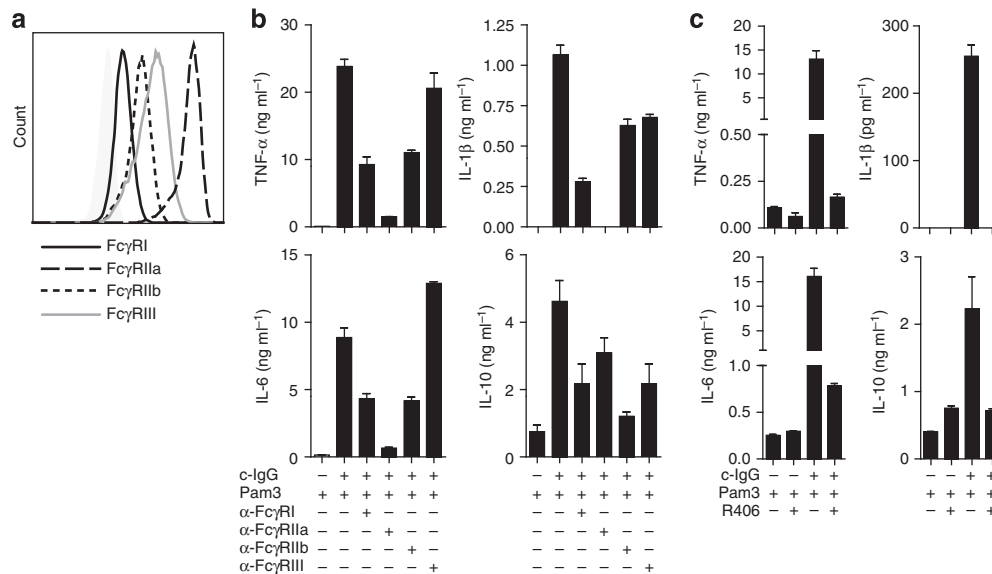 a
Count
FcγRI
FcγRIIa
FcγRIIb
FcγRIII
b
TNF-α (ng ml⁻¹)
30
20
10
0
IL-1β (ng ml⁻¹)
1.25
1.00
0.75
0.50
0.25
0.00
IL-6 (ng ml⁻¹)
15
10
5
0
IL-10 (ng ml⁻¹)
6
4
2
0
c-IgG – + + + + + – + + + + +
Pam3 + + + + + + + + + + + +
α-FcγRI – – + – – – – – + – – –
α-FcγRIIa – – – + – – – – – + – –
α-FcγRIIb – – – – + – – – – – + –
α-FcγRIII – – – – – + – – – – – +
c
TNF-α (ng ml⁻¹)
20
15
10
5
0.50
0.25
0.00
IL-1β (pg ml⁻¹)
300
200
100
0
IL-6 (ng ml⁻¹)
20
15
10
5
1.0
0.5
0.0
IL-10 (ng ml⁻¹)
3
2
1
0
c-IgG – – + + – – + +
Pam3 + + + + + + + +
R406 – + – + – + – +